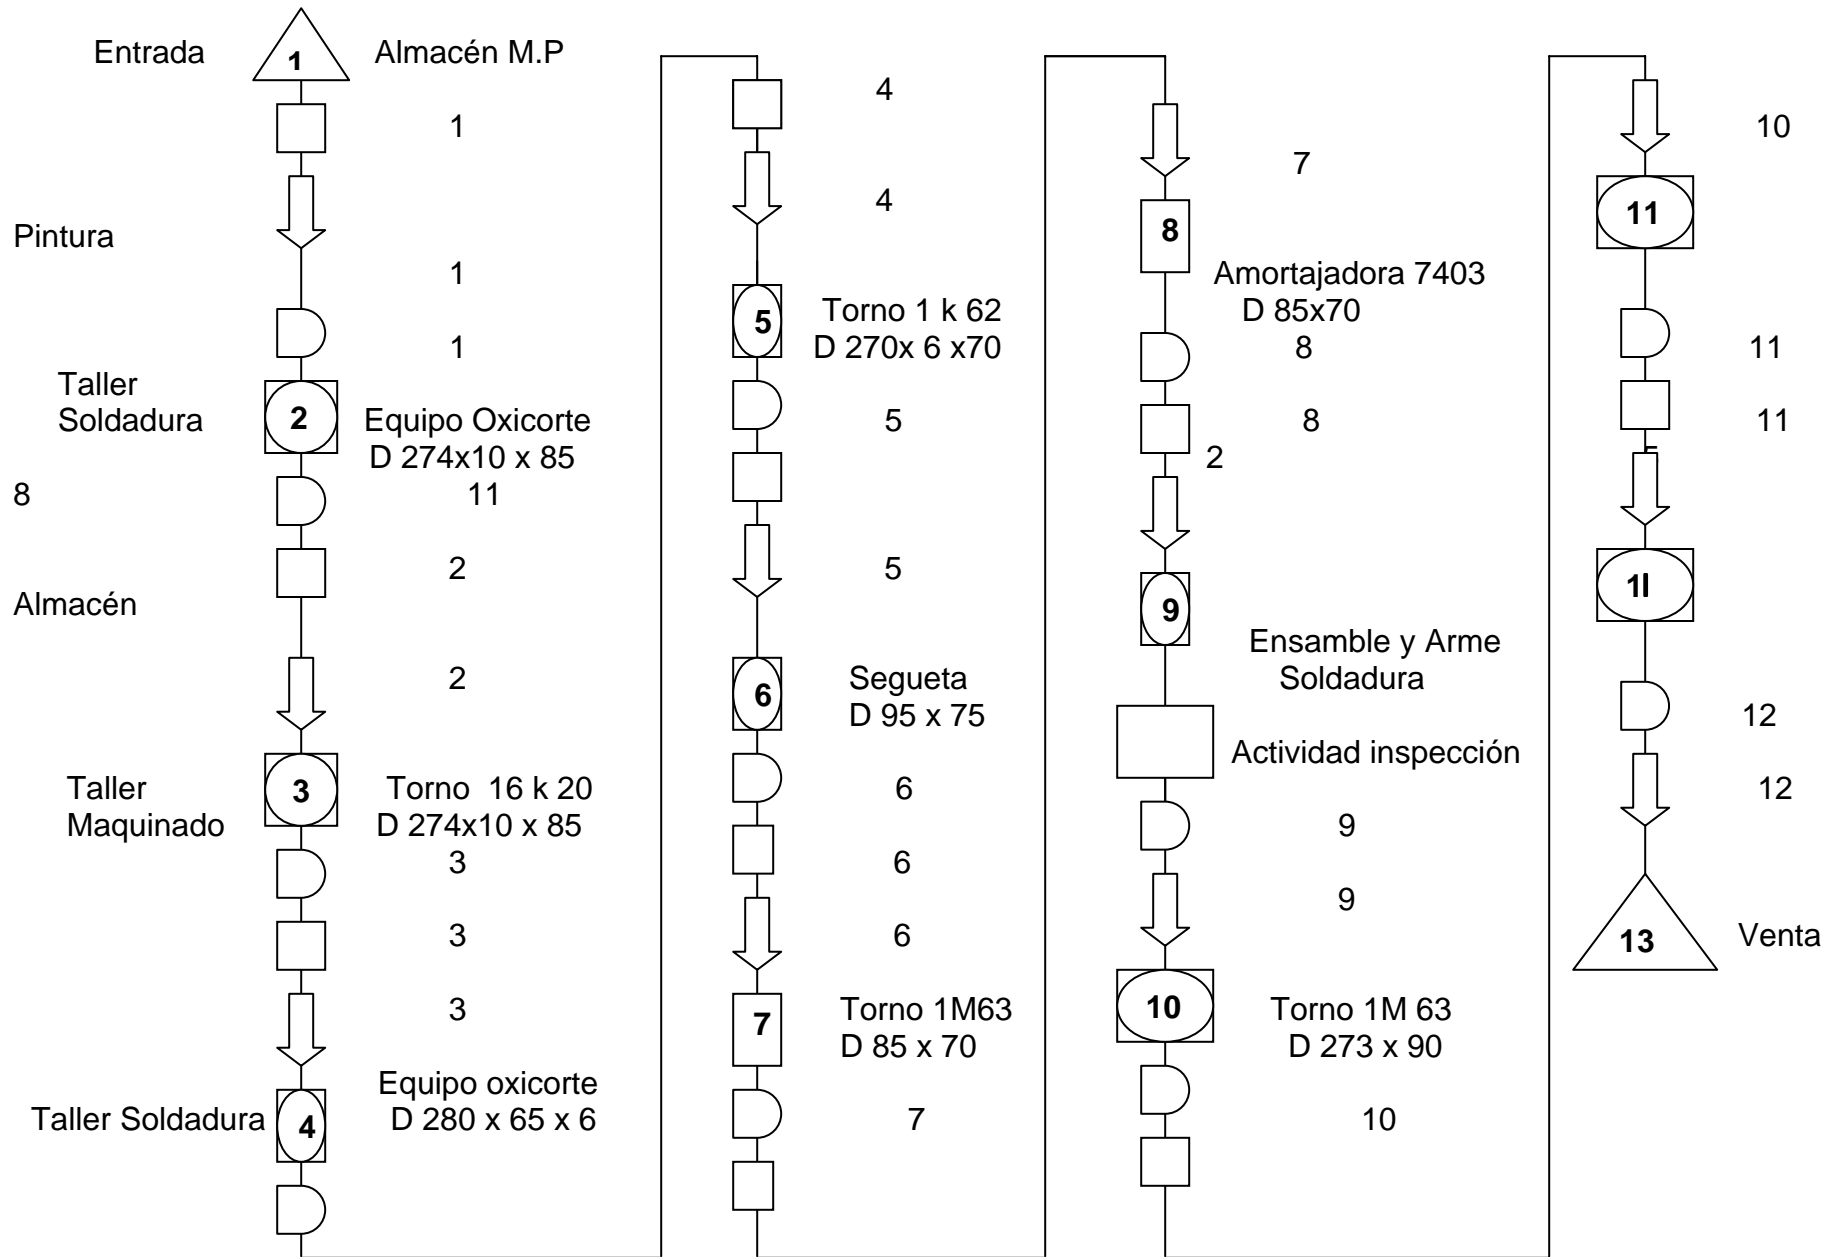 Entrada
1
Almacén M.P
1
Pintura
1
1
Taller
Soldadura
2
Equipo Oxicorte
D 274x10 x 85
8
11
2
Almacén
2
Taller
Maquinado
3
Torno 16 k 20
D 274x10 x 85
3
3
3
Taller Soldadura
4
Equipo oxicorte
D 280 x 65 x 6
4
4
5
Torno 1 k 62
D 270x 6 x70
5
5
6
Segueta
D 95 x 75
6
6
6
7
Torno 1M63
D 85 x 70
7
7
8
Amortajadora 7403
D 85x70
8
8
2
9
Ensamble y Arme
Soldadura
Actividad inspección
9
9
10
Torno 1M 63
D 273 x 90
10
10
11
11
11
1l
12
12
13
Venta